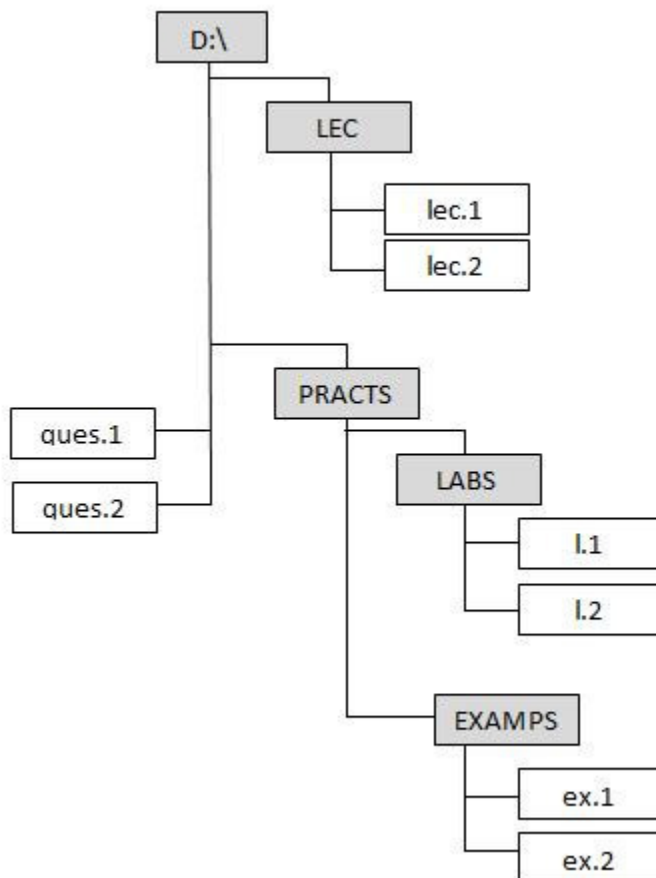 D:\
LEC
lec.1
lec.2
PRACTS
ques.1
LABS
ques.2
l.1
l.2
EXAMPS
ex.1
ex.2